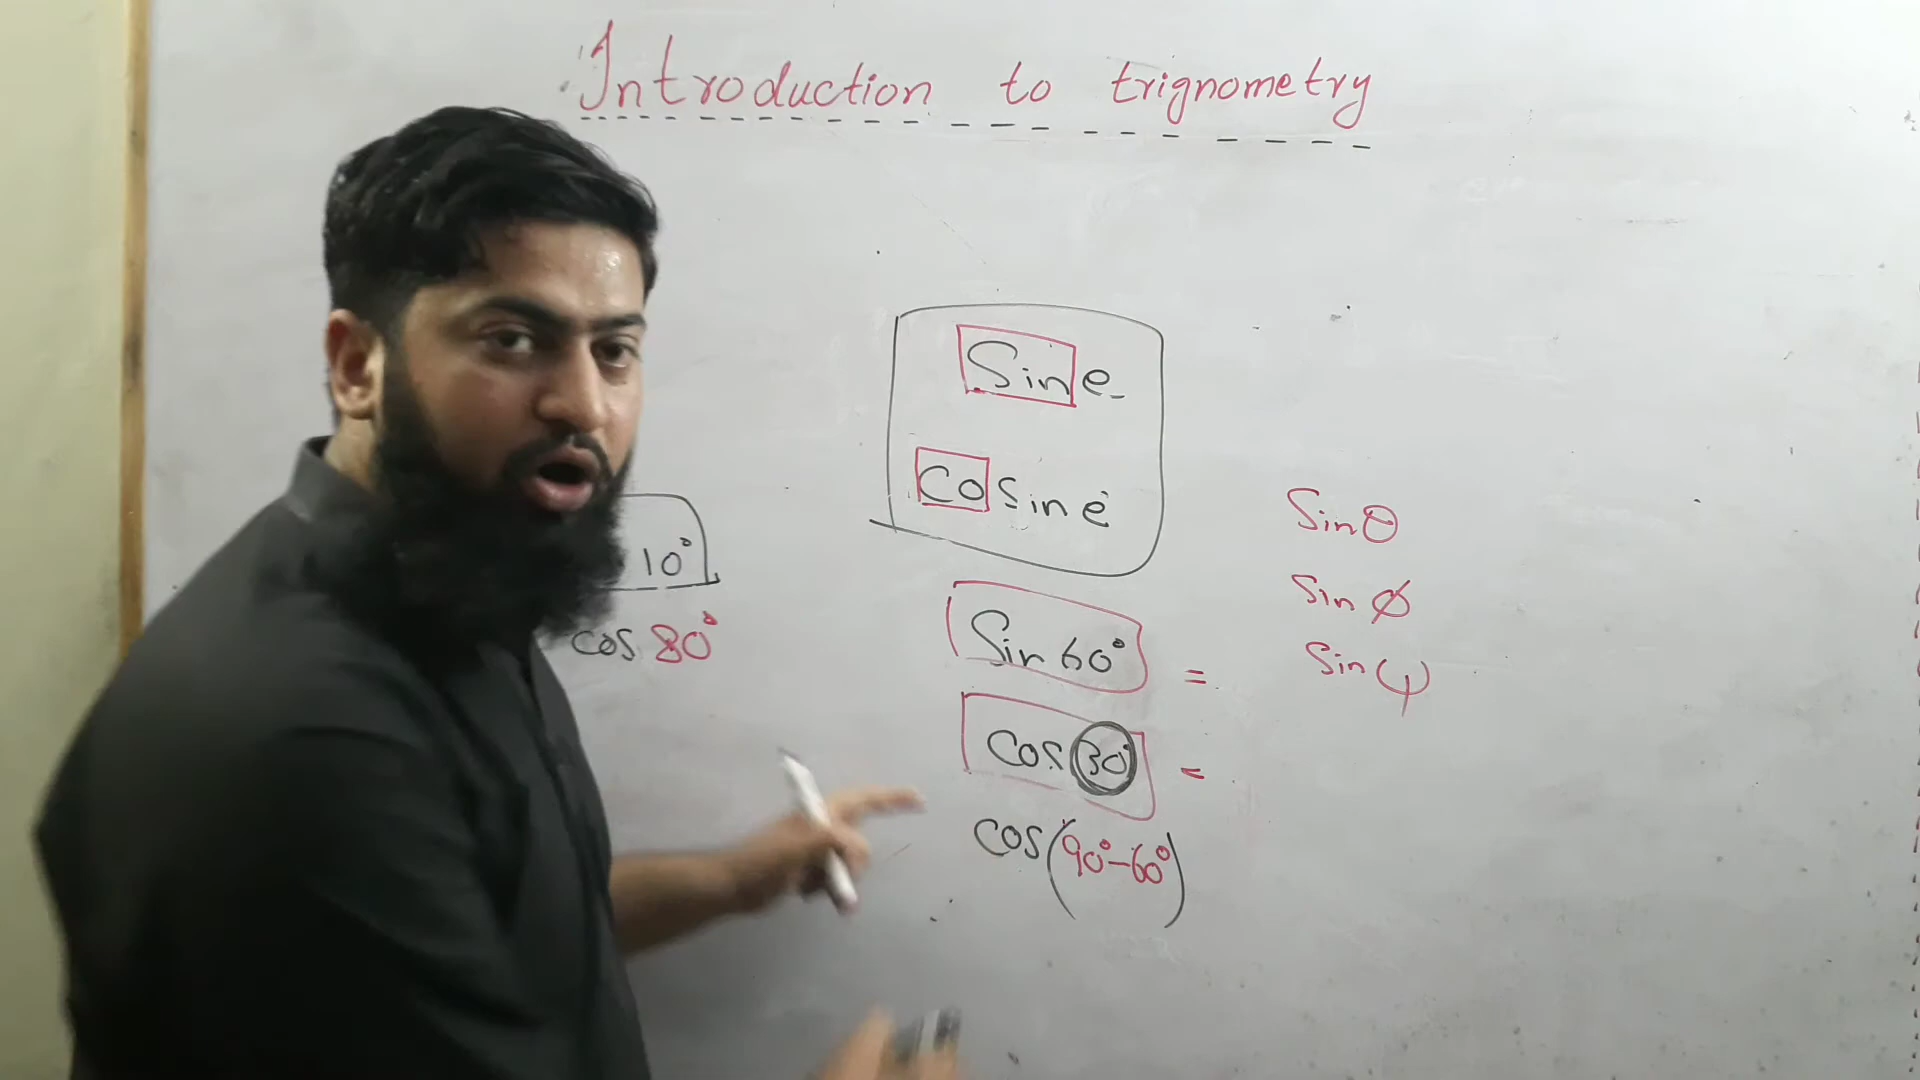 Introduction to trignometry
Sine
Cosine
10°
cos 80°
Sin 60° =
cos 30° =
cos(90°-60°)
Sinθ
Sin φ
Sin ψ